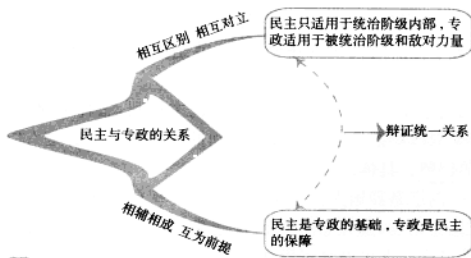 相互区别 相互对立
民主只适用于统治阶级内部，专
政适用于被统治阶级和敌对力量
民主与专政的关系
辩证统一关系
相辅相成 互为前提
民主是专政的基础，专政是民主
的保障